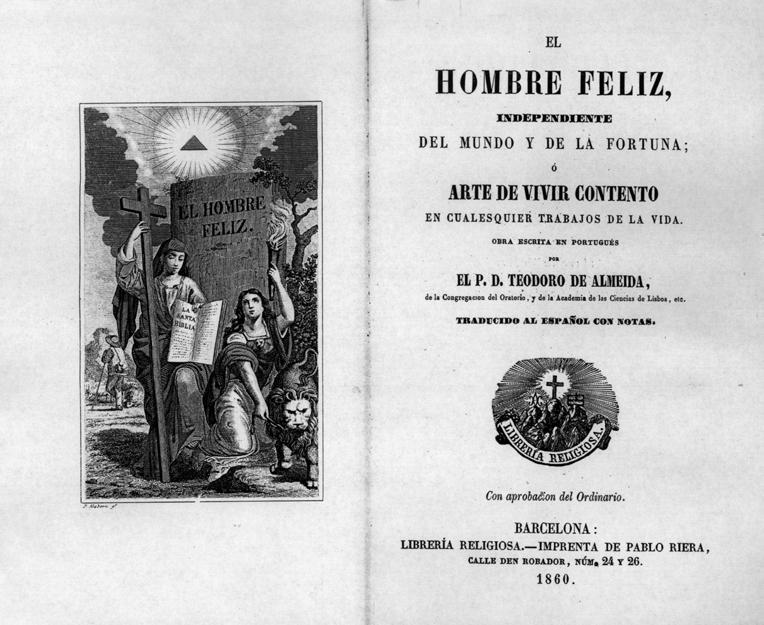 EL HOMBRE
FELIZ.
LA
SANTA
BIBLIA
EL
HOMBRE FELIZ,
INDEPENDIENTE
DEL MUNDO Y DE LA FORTUNA;
Ó
ARTE DE VIVIR CONTENTO
EN CUALESQUIER TRABAJOS DE LA VIDA.
OBRA ESCRITA EN PORTUGUÉS
POR
EL P. D. TEODORO DE ALMEIDA,
de la Congregacion del Oratorio, y de la Academia de las Ciencias de Lisboa, etc.
TRADUCIDO AL ESPAÑOL CON NOTAS.
LIBRERÍA RELIGIOSA.
Con aprobacion del Ordinario.
BARCELONA:
LIBRERÍA RELIGIOSA.—IMPRENTA DE PABLO RIERA,
CALLE DEN ROBADOR, NÚM. 24 Y 26.
1860.